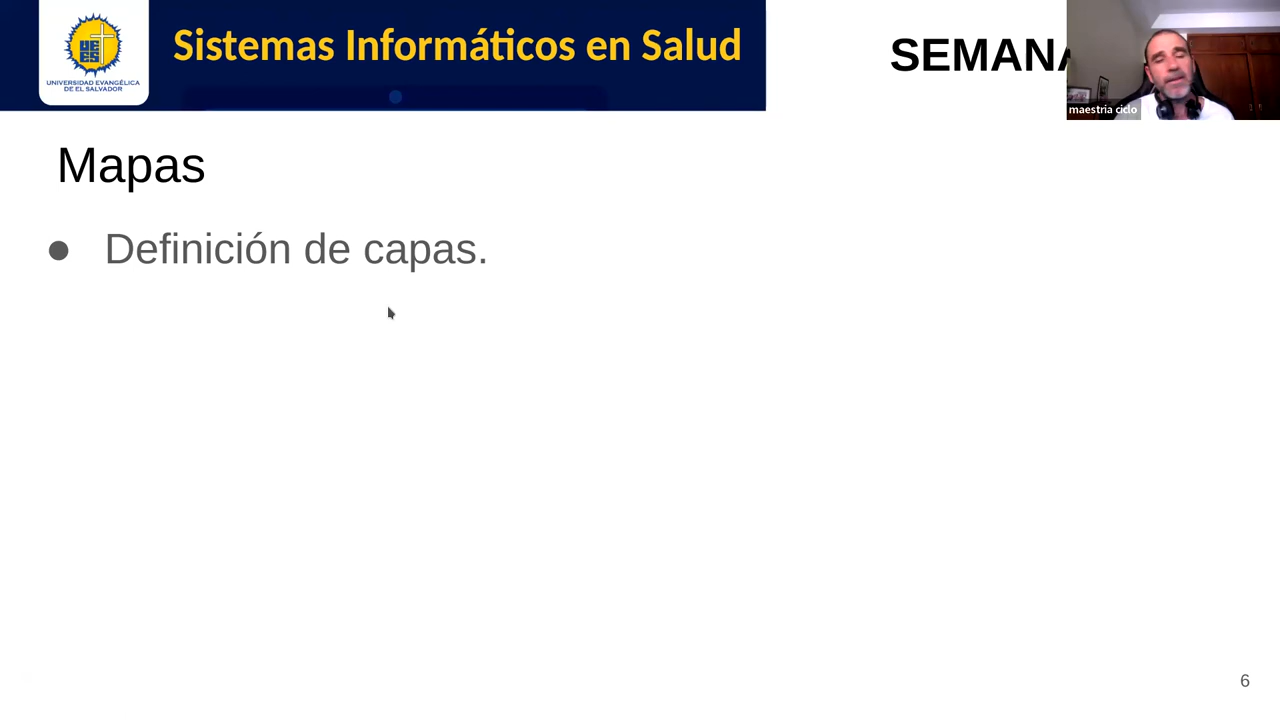 Sistemas Informáticos en Salud
SEMANA
UNIVERSIDAD EVANGÉLICA
DE EL SALVADOR
maestria ciclo
Mapas
● Definición de capas.
6